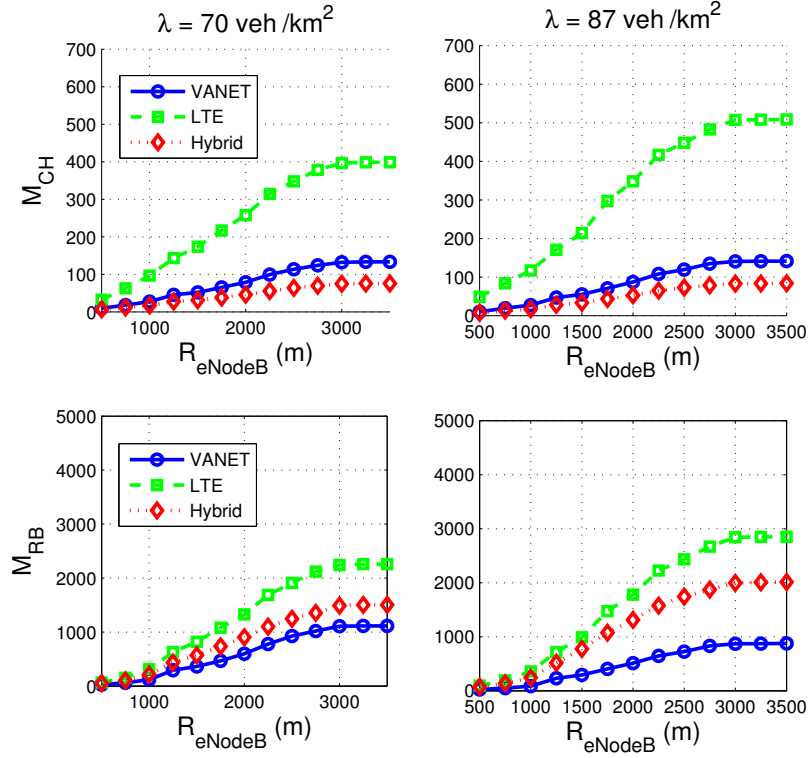 λ = 70 veh /km²
700
600
500
400
300
200
100
0
M_CH
VANET
LTE
Hybrid
1000 2000 3000
R_eNodeB (m)
λ = 87 veh /km²
700
600
500
400
300
200
100
0
500 1000 1500 2000 2500 3000 3500
R_eNodeB (m)
5000
4000
3000
2000
1000
0
M_RB
VANET
LTE
Hybrid
1000 2000 3000
R_eNodeB (m)
5000
4000
3000
2000
1000
0
500 1000 1500 2000 2500 3000 3500
R_eNodeB (m)